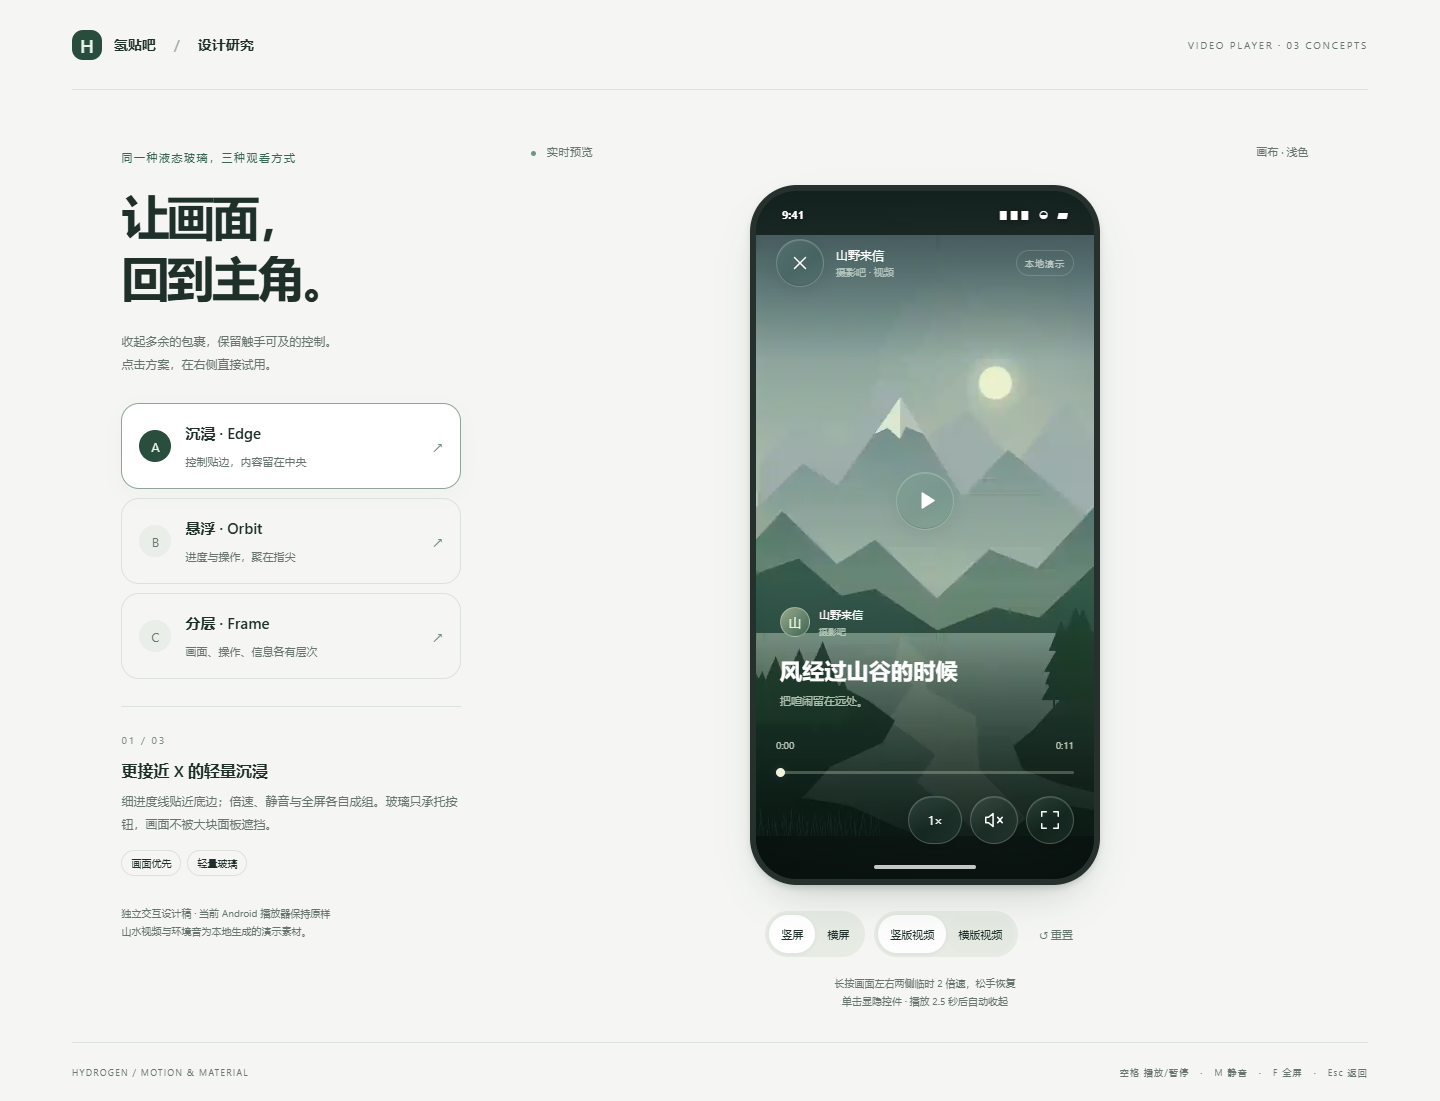 H 氢贴吧 / 设计研究
VIDEO PLAYER · 03 CONCEPTS
同一种液态玻璃，三种观看方式
让画面，
回到主角。
收起多余的包裹，保留触手可及的控制。
点击方案，在右侧直接试用。
A 沉浸 · Edge ↗
控制贴边，内容留在中央
B 悬浮 · Orbit ↗
进度与操作，聚在指尖
C 分层 · Frame ↗
画面、操作、信息各有层次
01 / 03
更接近 X 的轻量沉浸
细进度线贴近底边；倍速、静音与全屏各自成组。玻璃只承托按
钮，画面不被大块面板遮挡。
画面优先 轻量玻璃
独立交互设计稿 · 当前 Android 播放器保持原样
山水视频与环境音为本地生成的演示素材。
实时预览
画布 · 浅色
9:41
山野来信
摄影吧 · 视频
本地演示
山 山野来信
摄影吧
风经过山谷的时候
把喧闹留在远处。
0:00 0:11
1×
竖屏 横屏 竖版视频 横版视频 ↺ 重置
长按画面左右两侧临时 2 倍速，松手恢复
单击显隐控件 · 播放 2.5 秒后自动收起
HYDROGEN / MOTION & MATERIAL
空格 播放/暂停 · M 静音 · F 全屏 · Esc 返回